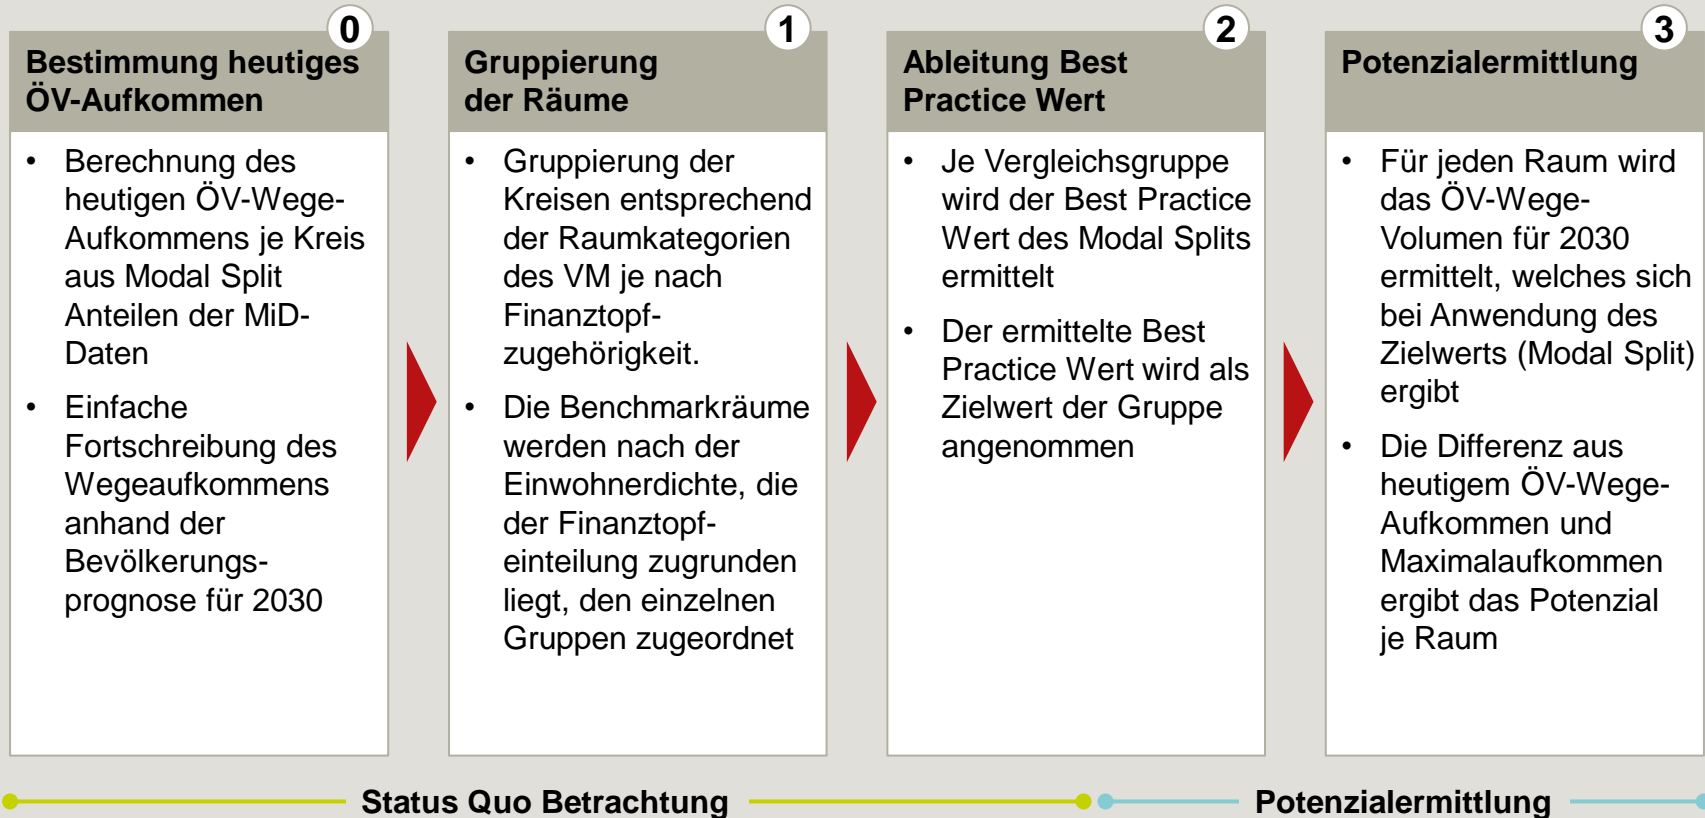 0
Bestimmung heutiges
ÖV-Aufkommen
• Berechnung des
heutigen ÖV-Wege-
Aufkommens je Kreis
aus Modal Split
Anteilen der MiD-
Daten
• Einfache
Fortschreibung des
Wegeaufkommens
anhand der
Bevölkerungs-
prognose für 2030
1
Gruppierung
der Räume
• Gruppierung der
Kreisen entsprechend
der Raumkategorien
des VM je nach
Finanztopf-
zugehörigkeit.
• Die Benchmarkräume
werden nach der
Einwohnerdichte, die
der Finanztopf-
einteilung zugrunden
liegt, den einzelnen
Gruppen zugeordnet
2
Ableitung Best
Practice Wert
• Je Vergleichsgruppe
wird der Best Practice
Wert des Modal Splits
ermittelt
• Der ermittelte Best
Practice Wert wird als
Zielwert der Gruppe
angenommen
3
Potenzialermittlung
• Für jeden Raum wird
das ÖV-Wege-
Volumen für 2030
ermittelt, welches sich
bei Anwendung des
Zielwerts (Modal Split)
ergibt
• Die Differenz aus
heutigem ÖV-Wege-
Aufkommen und
Maximalaufkommen
ergibt das Potenzial
je Raum
Status Quo Betrachtung
Potenzialermittlung